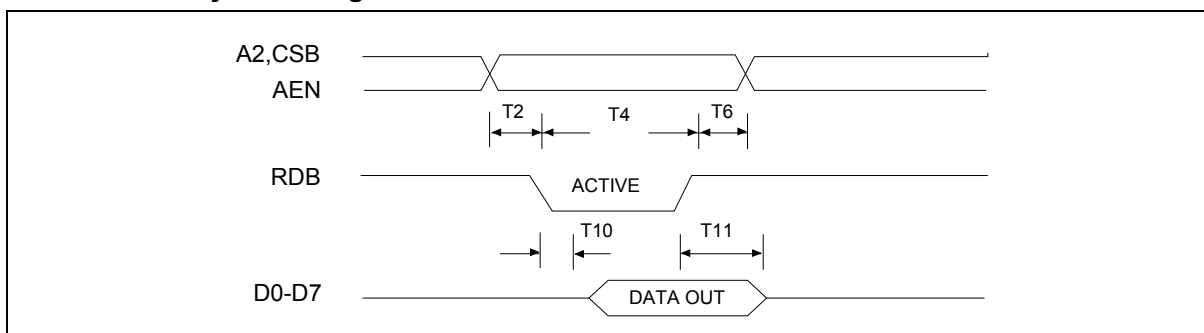 A2,CSB
AEN
T2 T4 T6
RDB
ACTIVE
T10 T11
D0-D7
DATA OUT